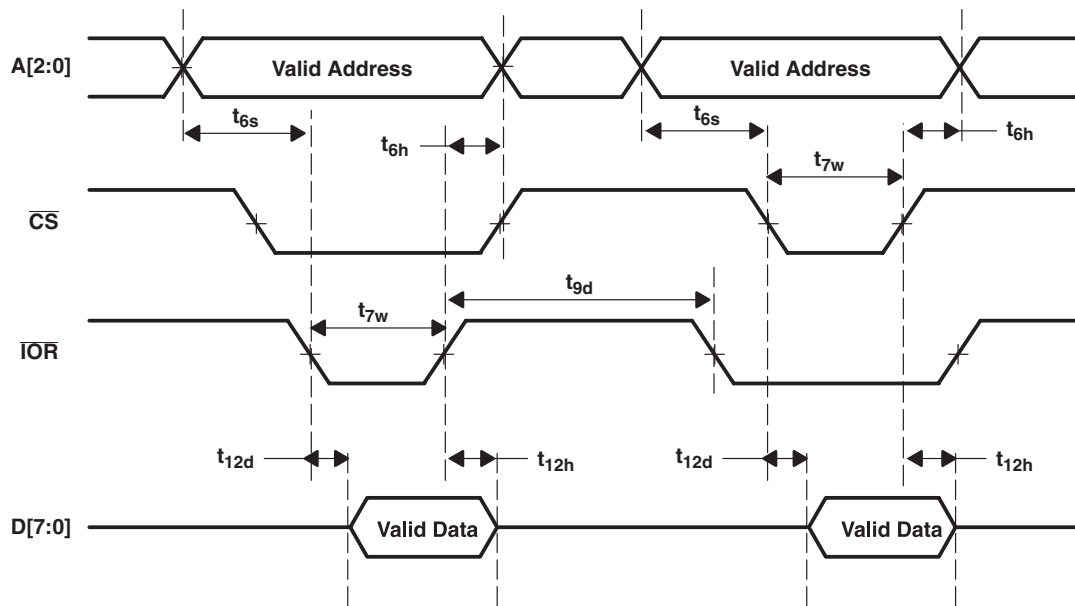 A[2:0] Valid Address Valid Address
t6s t6h t6s t6h
t7w
CS
t9d
t7w
IOR
t12d t12h t12d t12h
D[7:0] Valid Data Valid Data